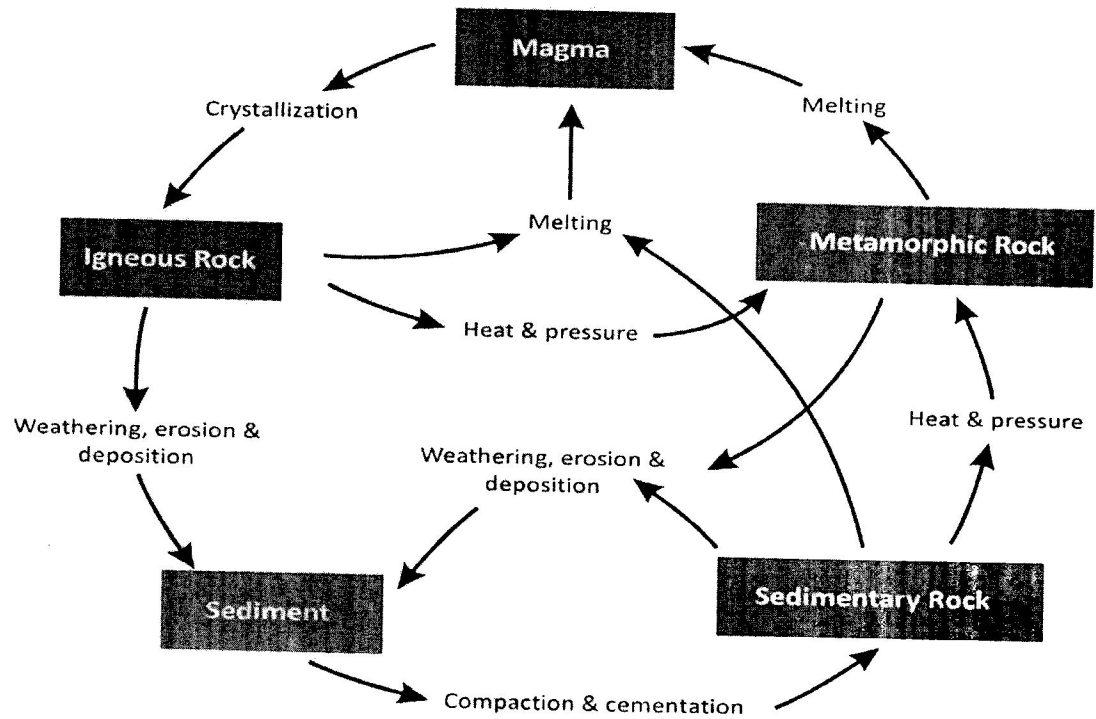 Magma
Crystallization
Melting
Igneous Rock
Melting
Metamorphic Rock
Heat & pressure
Heat & pressure
Weathering, erosion &
deposition
Weathering, erosion &
deposition
Sediment
Sedimentary Rock
Compaction & cementation